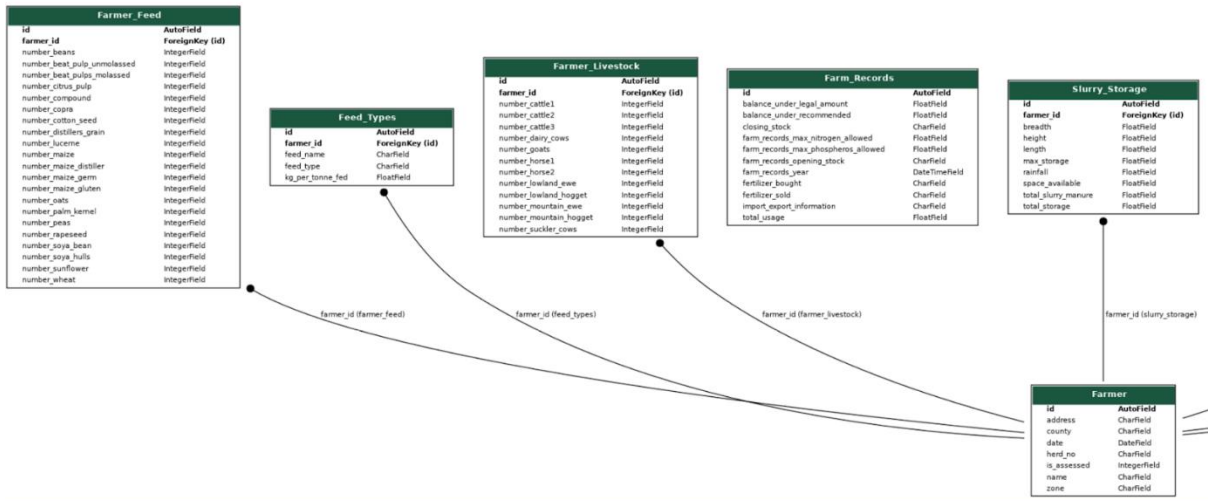 Farmer_Feed
id AutoField
farmer_id ForeignKey (id)
number_beans IntegerField
number_beat_pulp_unmolassed IntegerField
number_beat_pulps_molassed IntegerField
number_citrus_pulp IntegerField
number_compound IntegerField
number_copra IntegerField
number_cotton_seed IntegerField
number_distillers_grain IntegerField
number_lucerne IntegerField
number_maize IntegerField
number_maize_distiller IntegerField
number_maize_germ IntegerField
number_maize_gluten IntegerField
number_oats IntegerField
number_palm_kernel IntegerField
number_peas IntegerField
number_rapeseed IntegerField
number_soya_bean IntegerField
number_soya_hulls IntegerField
number_sunflower IntegerField
number_wheat IntegerField
Feed_Types
id AutoField
farmer_id ForeignKey (id)
feed_name CharField
feed_type CharField
kg_per_tonne_fed FloatField
Farmer_Livestock
id AutoField
farmer_id ForeignKey (id)
number_cattle1 IntegerField
number_cattle2 IntegerField
number_cattle3 IntegerField
number_dairy_cows IntegerField
number_goats IntegerField
number_horse1 IntegerField
number_horse2 IntegerField
number_lowland_ewe IntegerField
number_lowland_hogget IntegerField
number_mountain_ewe IntegerField
number_mountain_hogget IntegerField
number_suckler_cows IntegerField
Farm_Records
id AutoField
balance_under_legal_amount FloatField
balance_under_recommended FloatField
closing_stock CharField
farm_records_max_nitrogen_allowed FloatField
farm_records_max_phospheros_allowed FloatField
farm_records_opening_stock CharField
farm_records_year DateTimeField
fertilizer_bought CharField
fertilizer_sold CharField
import_export_information CharField
total_usage FloatField
Slurry_Storage
id AutoField
farmer_id ForeignKey (id)
breadth FloatField
height FloatField
length FloatField
max_storage FloatField
rainfall FloatField
space_available FloatField
total_slurry_manure FloatField
total_storage FloatField
farmer_id (farmer_feed)
farmer_id (feed_types)
farmer_id (farmer_livestock)
farmer_id (slurry_storage)
Farmer
id AutoField
address CharField
county CharField
date DateField
herd_no CharField
is_assessed IntegerField
name CharField
zone CharField